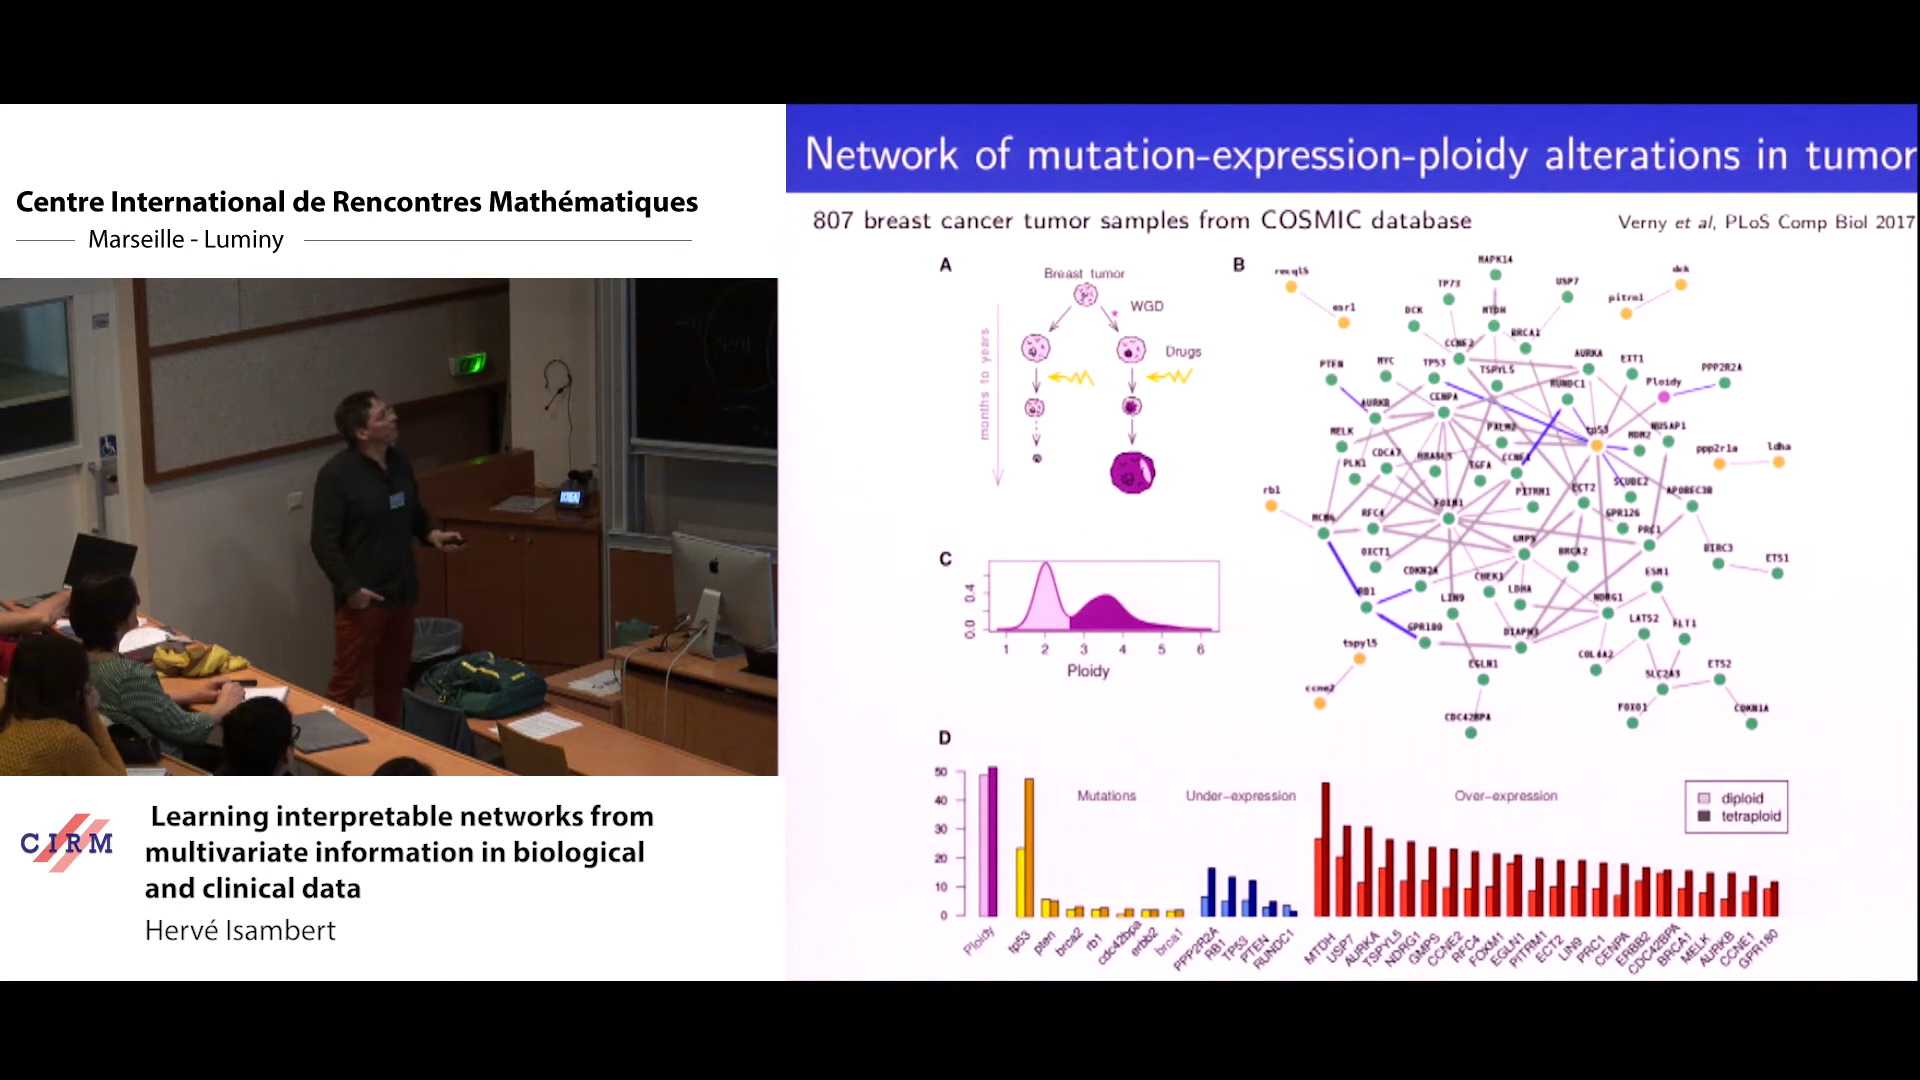 Centre International de Rencontres Mathématiques
Marseille - Luminy
CIRM
Learning interpretable networks from
multivariate information in biological
and clinical data
Hervé Isambert
Network of mutation-expression-ploidy alterations in tumor
807 breast cancer tumor samples from COSMIC database
Verny et al, PLoS Comp Biol 2017
A
Breast tumor
WGD
Drugs
months to years
B
recql5
esr1
MAPK14
TP73
USP7
dck
pitrm1
DCK
MTDH
BRCA1
CCNE2
AURKA
EXT1
PTEN
MYC
TP53
TSPYL5
RUNDC1
Ploidy
PPP2R2A
AURKB
CENPA
MELK
tp53
MDM2
NUSAP1
ppp2r1a
ldha
PLK1
CDCA7
TGFA
CCNE1
PITRM1
ECT2
SCUBE2
APOBEC3B
rb1
MCM6
RFC4
FOXM1
GPR126
PRC1
OXCT1
GMPS
BRCA2
BIRC3
ETS1
CDKN2A
CHEK1
LDHA
ESM1
RB1
LIN9
NDRG1
GPR180
DIAPH3
LATS2
FLT1
tspyl5
EGLN1
COL4A2
SLC2A3
ETS2
ccne2
CDC42BPA
FOXO1
CDKN1A
C
0.4
0.0
1 2 3 4 5 6
Ploidy
D
50
40
30
20
10
0
Mutations
Under-expression
Over-expression
diploid
tetraploid
Ploidy
tp53
pten
brca2
rb1
cdc42bpa
erbb2
brca1
PPP2R2A
RB1
TP53
PTEN
RUNDC1
MTDH
USP7
AURKA
TSPYL5
NDRG1
GMPS
CCNE2
RFC4
FOXM1
EGLN1
PITRM1
ECT2
LIN9
PRC1
CENPA
ERBB2
CDC42BPA
BRCA1
MELK
AURKB
CCNE1
GPR180